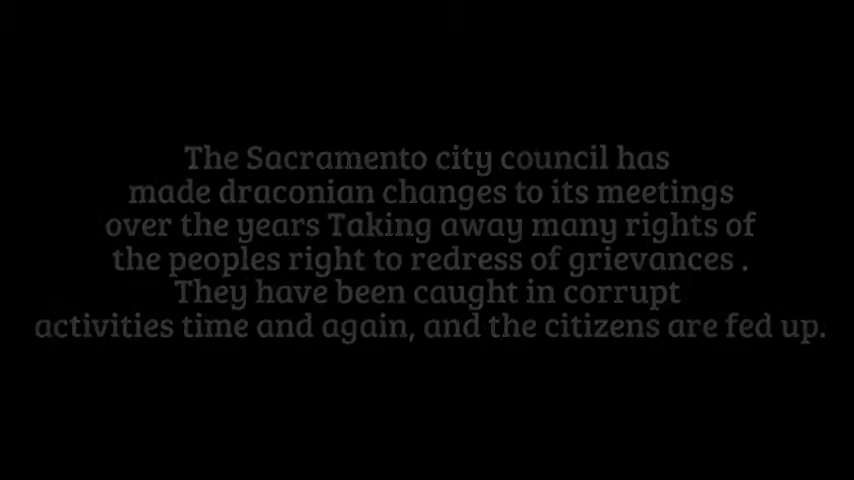 The Sacramento city council has
made draconian changes to its meetings
over the years Taking away many rights of
the peoples right to redress of grievances .
They have been caught in corrupt
activities time and again, and the citizens are fed up.